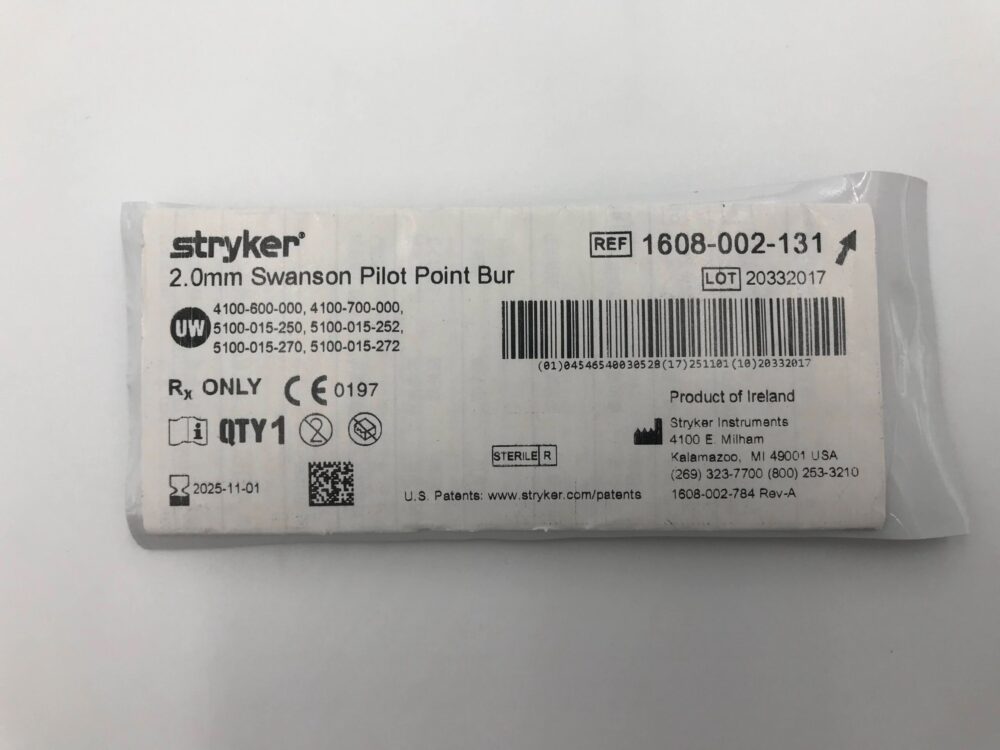 stryker®
2.0mm Swanson Pilot Point Bur
REF 1608-002-131
LOT 20332017
UW
4100-600-000, 4100-700-000,
5100-015-250, 5100-015-252,
5100-015-270, 5100-015-272
(01)04546540030528(17)251101(10)20332017
Rx ONLY CE 0197
i QTY 1 2
STERILE R
2025-11-01
U.S. Patents: www.stryker.com/patents
Product of Ireland
Stryker Instruments
4100 E. Milham
Kalamazoo, MI 49001 USA
(269) 323-7700 (800) 253-3210
1608-002-784 Rev-A